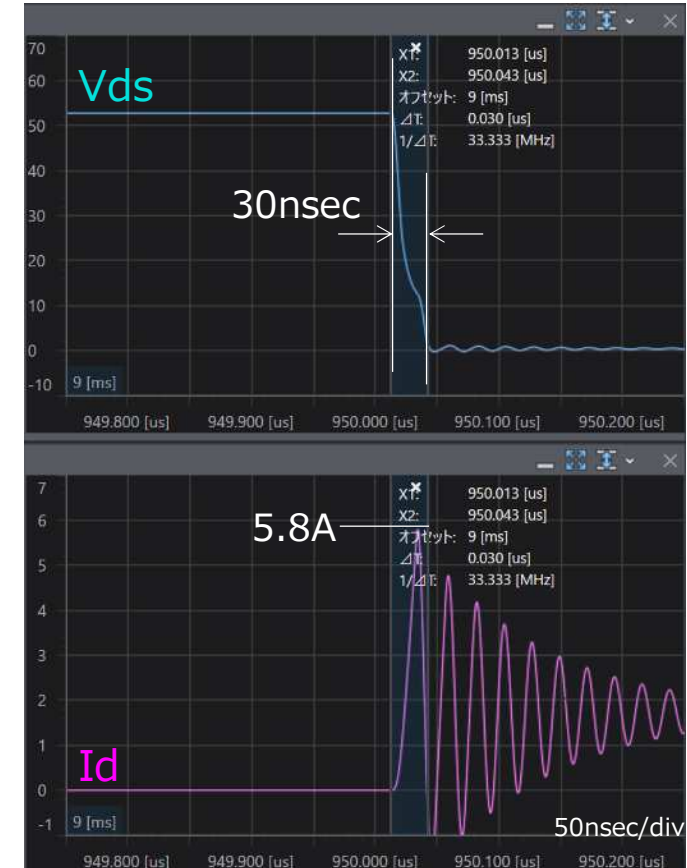 70
Vds
X1: 950.013 [us]
60
X2: 950.043 [us]
オフセット: 9 [ms]
⊿T: 0.030 [us]
50
1/⊿T: 33.333 [MHz]
40
30nsec
30
20
10
0
-10
9 [ms]
949.800 [us] 949.900 [us] 950.000 [us] 950.100 [us] 950.200 [us]
7
X1: 950.013 [us]
6
5.8A
X2: 950.043 [us]
オフセット: 9 [ms]
5
⊿T: 0.030 [us]
1/⊿T: 33.333 [MHz]
4
3
2
1
Id
0
-1
9 [ms]
50nsec/div
949.800 [us] 949.900 [us] 950.000 [us] 950.100 [us] 950.200 [us]